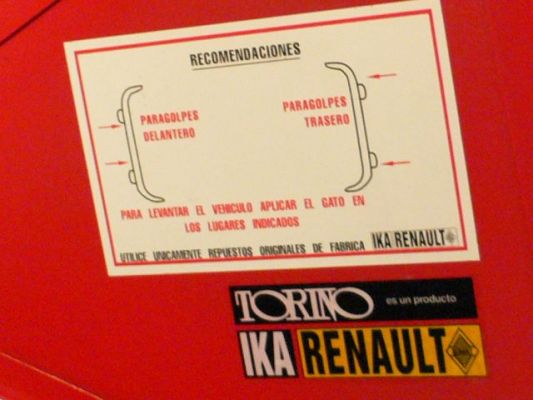 RECOMENDACIONES
PARAGOLPES
DELANTERO
PARAGOLPES
TRASERO
PARA LEVANTAR EL VEHICULO APLICAR EL GATO EN
LOS LUGARES INDICADOS
UTILICE UNICAMENTE REPUESTOS ORIGINALES DE FABRICA IKA RENAULT
TORINO es un producto
IKA RENAULT